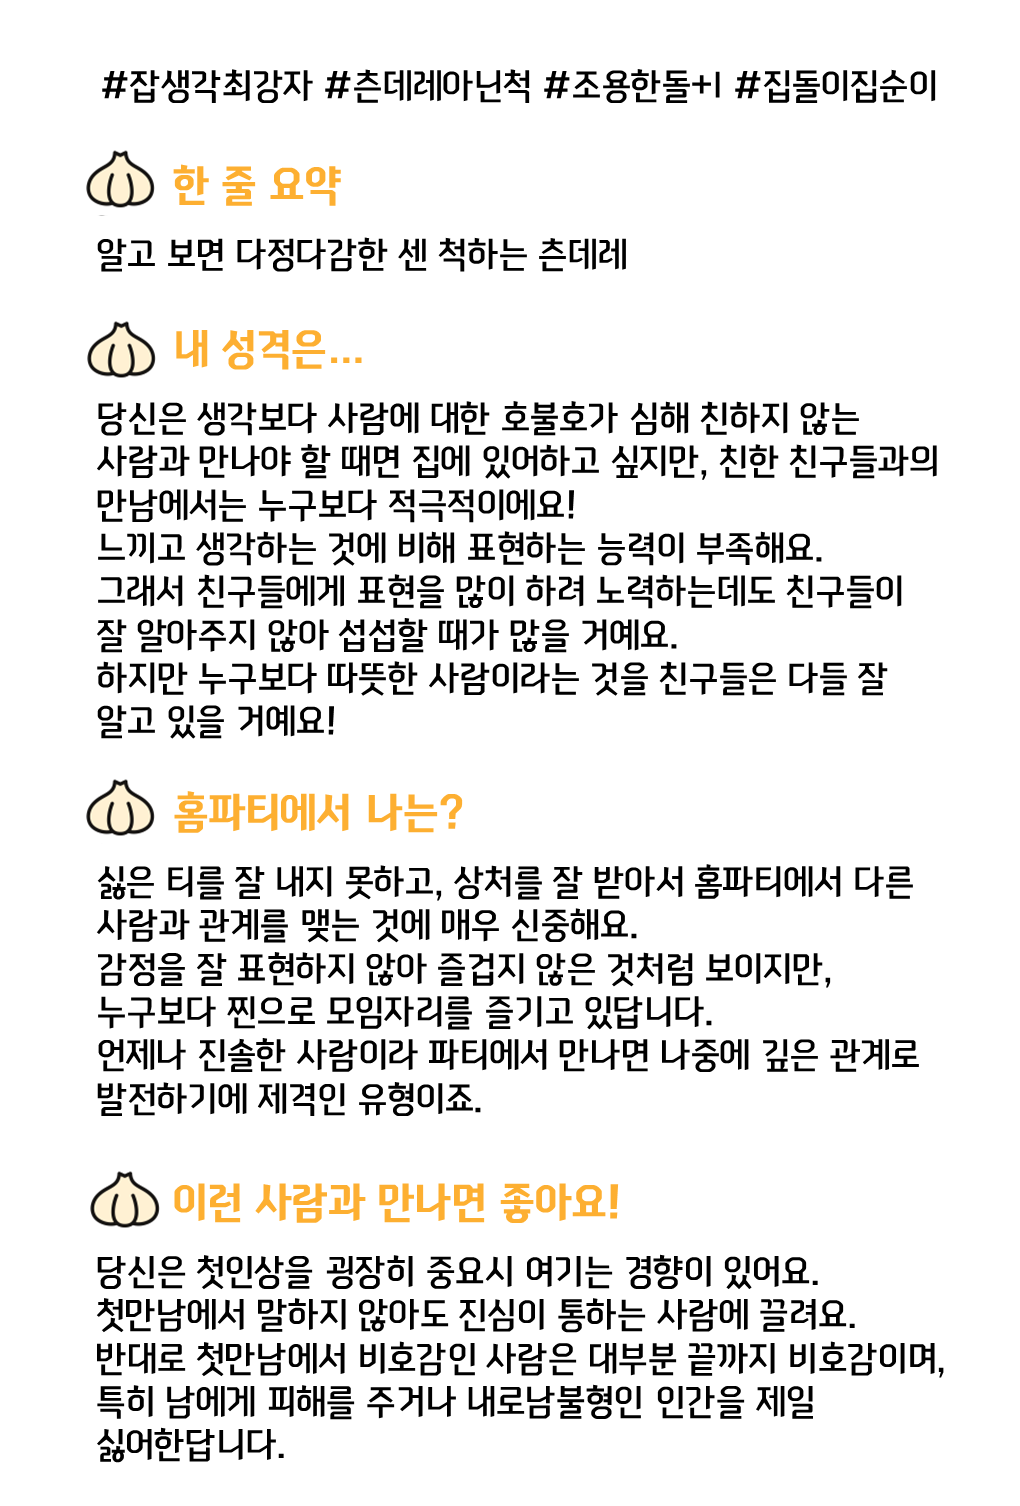 #잡생각최강자 #츤데레아닌척 #조용한돌+I #집돌이집순이
한 줄 요약
알고 보면 다정다감한 센 척하는 츤데레
내 성격은...
당신은 생각보다 사람에 대한 호불호가 심해 친하지 않는
사람과 만나야 할 때면 집에 있어하고 싶지만, 친한 친구들과의
만남에서는 누구보다 적극적이에요!
느끼고 생각하는 것에 비해 표현하는 능력이 부족해요.
그래서 친구들에게 표현을 많이 하려 노력하는데도 친구들이
잘 알아주지 않아 섭섭할 때가 많을 거예요.
하지만 누구보다 따뜻한 사람이라는 것을 친구들은 다들 잘
알고 있을 거예요!
홈파티에서 나는?
싫은 티를 잘 내지 못하고, 상처를 잘 받아서 홈파티에서 다른
사람과 관계를 맺는 것에 매우 신중해요.
감정을 잘 표현하지 않아 즐겁지 않은 것처럼 보이지만,
누구보다 찐으로 모임자리를 즐기고 있답니다.
언제나 진솔한 사람이라 파티에서 만나면 나중에 깊은 관계로
발전하기에 제격인 유형이죠.
이런 사람과 만나면 좋아요!
당신은 첫인상을 굉장히 중요시 여기는 경향이 있어요.
첫만남에서 말하지 않아도 진심이 통하는 사람에 끌려요.
반대로 첫만남에서 비호감인 사람은 대부분 끝까지 비호감이며,
특히 남에게 피해를 주거나 내로남불형인 인간을 제일
싫어한답니다.